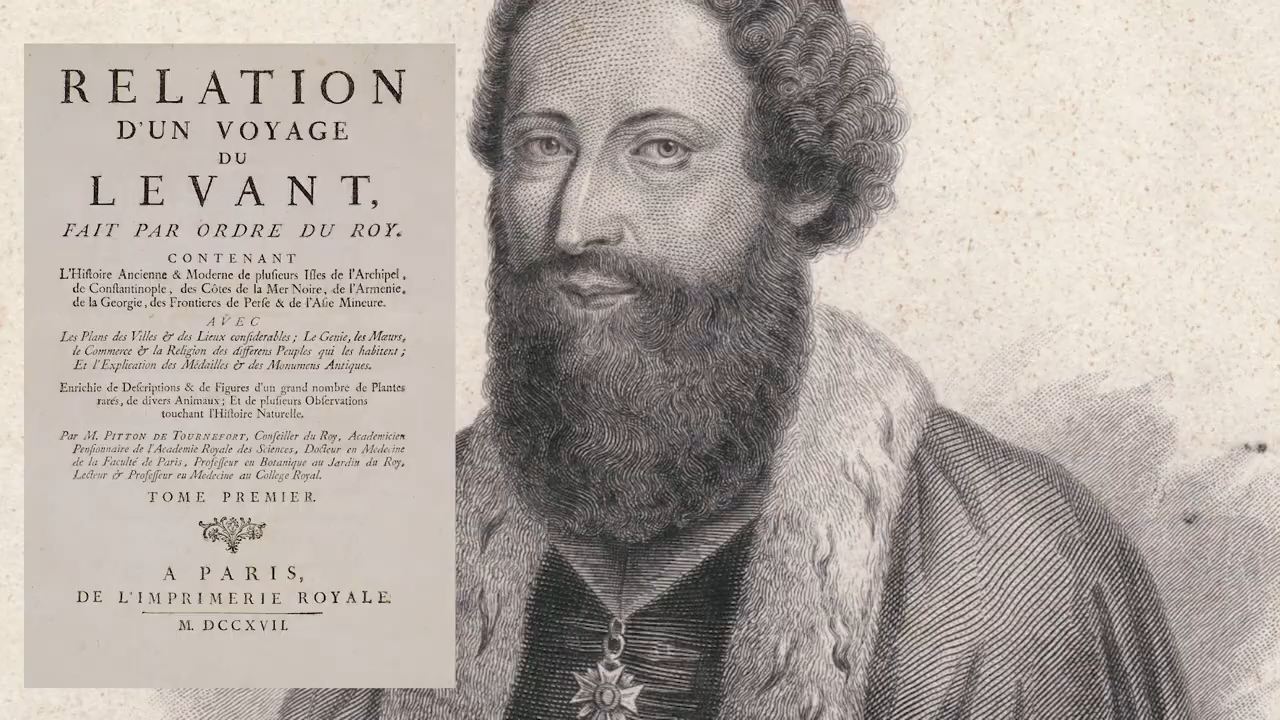 RELATION
D'UN VOYAGE
DU
LEVANT,
FAIT PAR ORDRE DU ROY.
CONTENANT
L'Hiſtoire Ancienne & Moderne de pluſieurs Iſles de l'Archipel,
de Conſtantinople, des Côtes de la Mer Noire, de l'Armenie,
de la Georgie, des Frontieres de Perſe & de l'Aſie Mineure.
AVEC
Les Plans des Villes & des Lieux conſiderables; Le Genie, les Mœurs,
le Commerce & la Religion des differens Peuples qui les habitent;
Et l'Explication des Médailles & des Monumens Antiques.
Enrichie de Deſcriptions & de Figures d'un grand nombre de Plantes
rares, de divers Animaux; Et de pluſieurs Obſervations
touchant l'Hiſtoire Naturelle.
Par M. PITTON DE TOURNEFORT, Conſeiller du Roy, Academicien
Penſionnaire de l'Academie Royale des Sciences, Docteur en Medecine
de la Faculté de Paris, Profeſſeur en Botanique au Jardin du Roy,
Lecteur & Profeſſeur en Medecine au College Royal.
TOME PREMIER.
A PARIS,
DE L'IMPRIMERIE ROYALE.
M. DCCXVII.